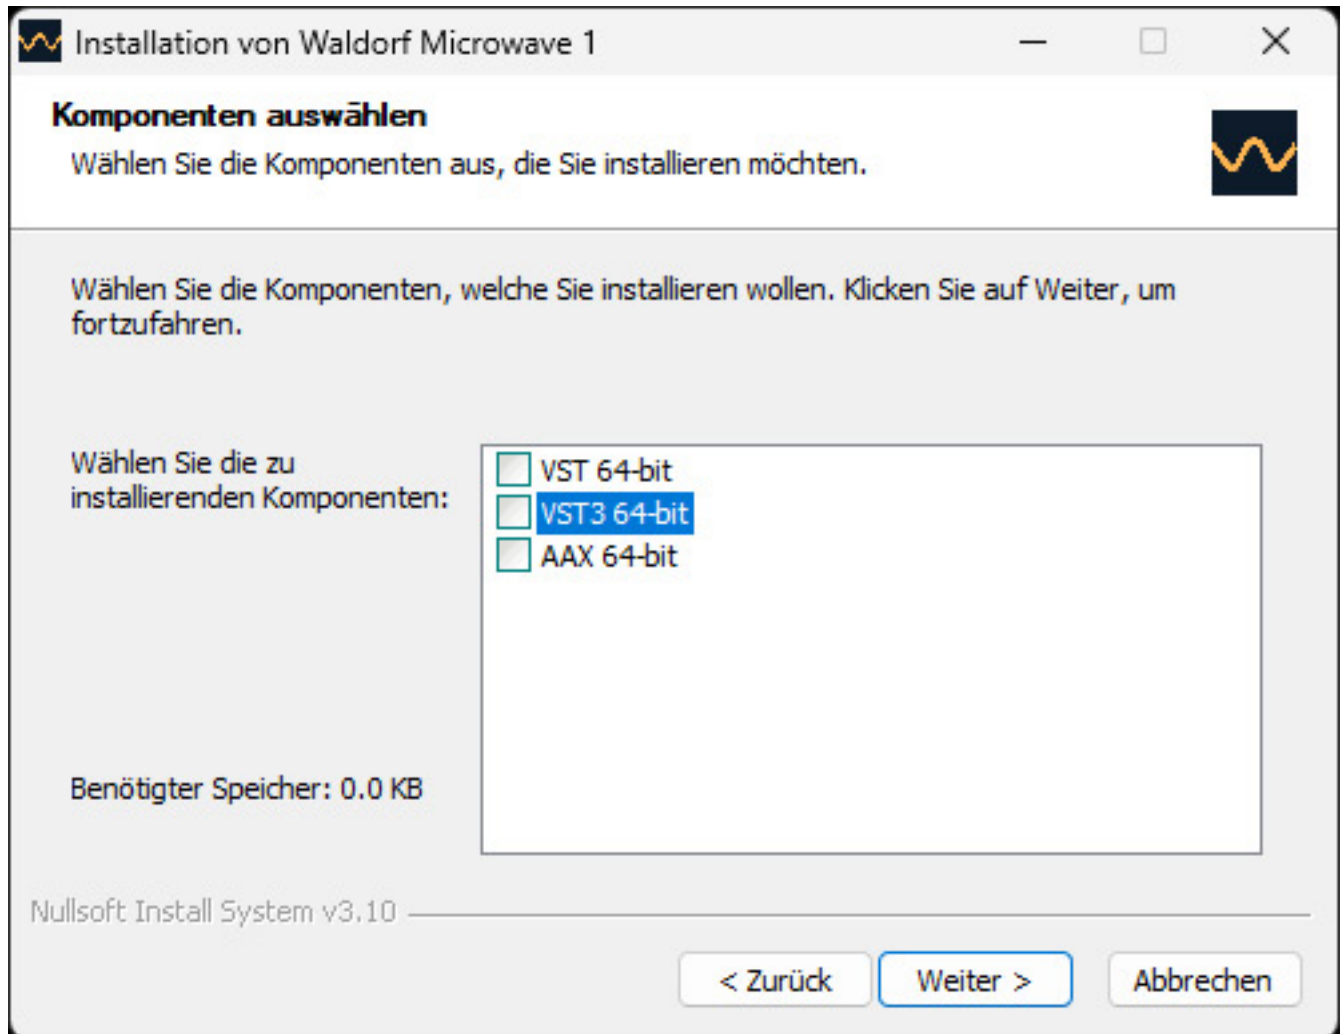 Installation von Waldorf Microwave 1
Komponenten auswählen
Wählen Sie die Komponenten aus, die Sie installieren möchten.
Wählen Sie die Komponenten, welche Sie installieren wollen. Klicken Sie auf Weiter, um
fortzufahren.
Wählen Sie die zu
installierenden Komponenten:
VST 64-bit
VST3 64-bit
AAX 64-bit
Benötigter Speicher: 0.0 KB
Nullsoft Install System v3.10
< Zurück
Weiter >
Abbrechen